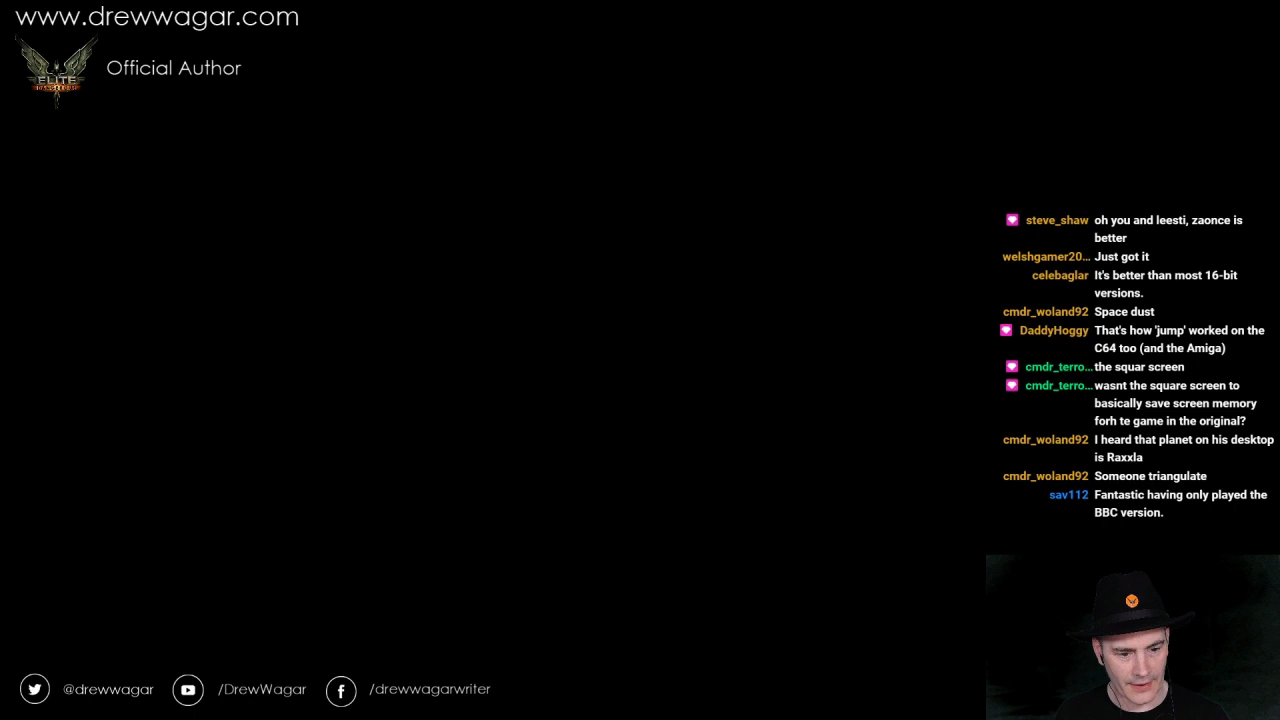 www.drewwagar.com
ELITE
DANGEROUS
Official Author
steve_shaw oh you and leesti, zaonce is
better
welshgamer20… Just got it
celebaglar It's better than most 16-bit
versions.
cmdr_woland92 Space dust
DaddyHoggy That's how 'jump' worked on the
C64 too (and the Amiga)
cmdr_terro… the squar screen
cmdr_terro… wasnt the square screen to
basically save screen memory
forh te game in the original?
cmdr_woland92 I heard that planet on his desktop
is Raxxla
cmdr_woland92 Someone triangulate
sav112 Fantastic having only played the
BBC version.
@drewwagar /DrewWagar /drewwagarwriter